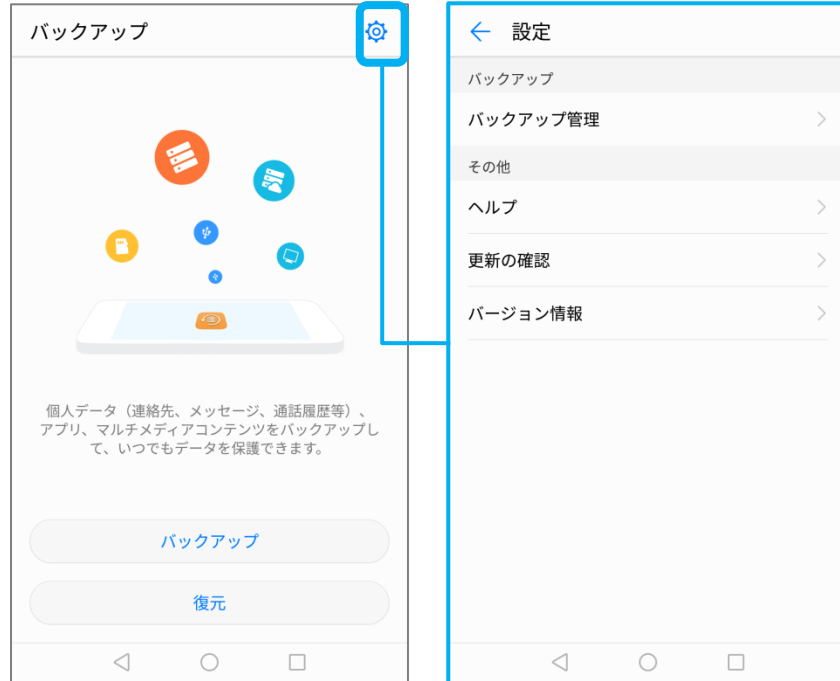 バックアップ
個人データ（連絡先、メッセージ、通話履歴等）、
アプリ、マルチメディアコンテンツをバックアップし
て、いつでもデータを保護できます。
バックアップ
復元
設定
バックアップ
バックアップ管理
その他
ヘルプ
更新の確認
バージョン情報